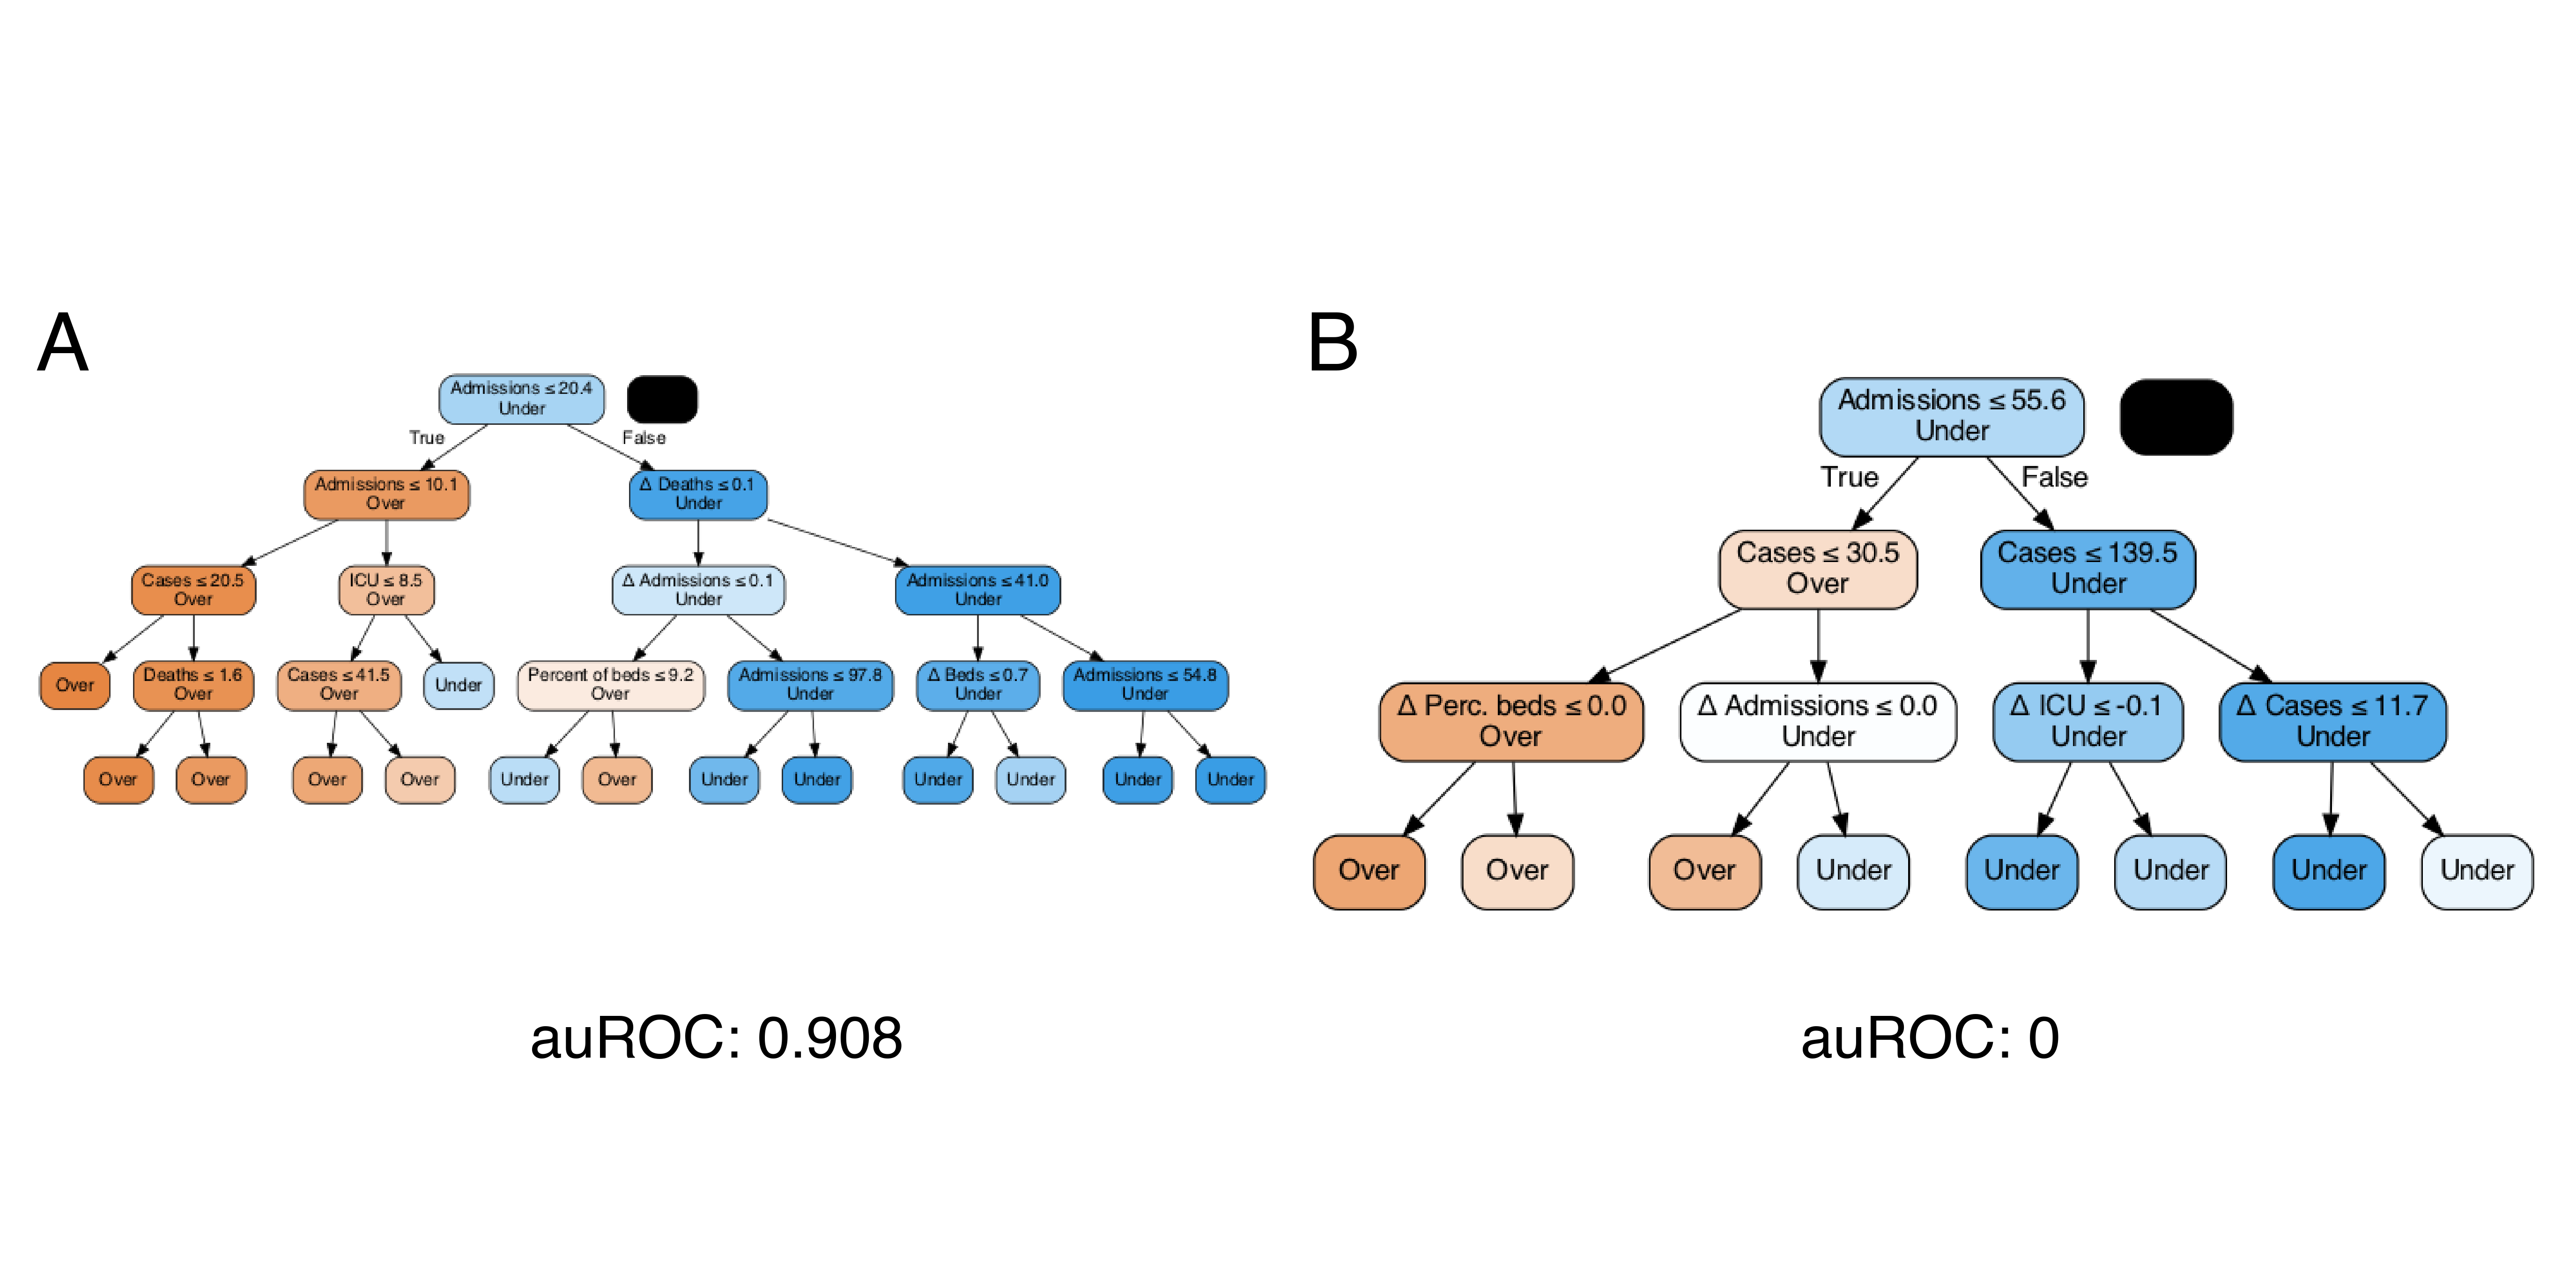 A
Admissions ≤ 20.4
Under
True
False
Admissions ≤ 10.1
Over
Δ Deaths ≤ 0.1
Under
Cases ≤ 20.5
Over
ICU ≤ 8.5
Over
Δ Admissions ≤ 0.1
Under
Admissions ≤ 41.0
Under
Over
Deaths ≤ 1.6
Over
Cases ≤ 41.5
Over
Under
Percent of beds ≤ 9.2
Over
Admissions ≤ 97.8
Under
Δ Beds ≤ 0.7
Under
Admissions ≤ 54.8
Under
Over
Over
Over
Over
Under
Over
Under
Under
Under
Under
Under
Under
auROC: 0.908
B
Admissions ≤ 55.6
Under
True
False
Cases ≤ 30.5
Over
Cases ≤ 139.5
Under
Δ Perc. beds ≤ 0.0
Over
Δ Admissions ≤ 0.0
Under
Δ ICU ≤ -0.1
Under
Δ Cases ≤ 11.7
Under
Over
Over
Over
Under
Under
Under
Under
Under
auROC: 0